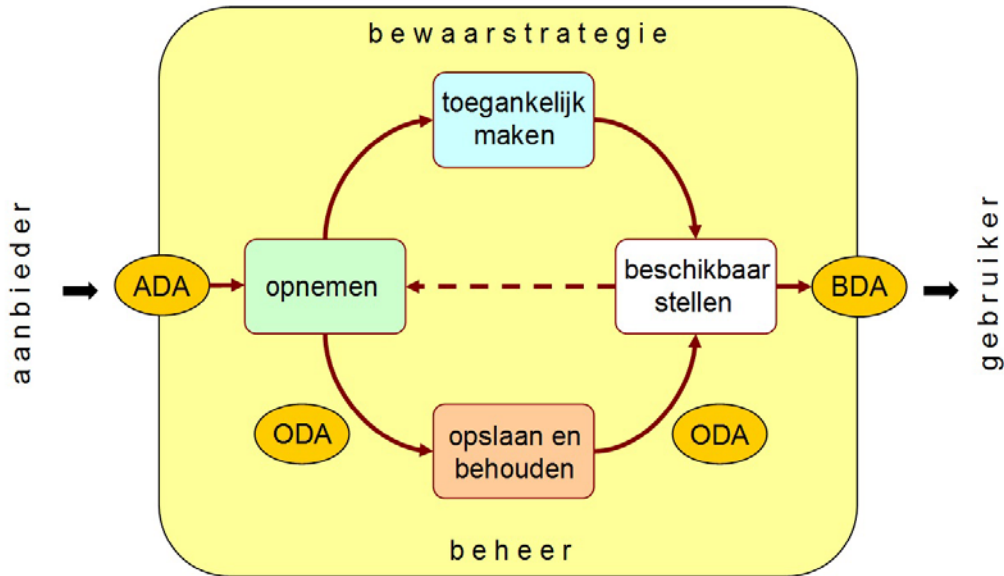 bewaarstrategie
toegankelijk
maken
aanbieder
ADA
opnemen
beschikbaar
stellen
BDA
gebruiker
ODA
opslaan en
behouden
ODA
beheer